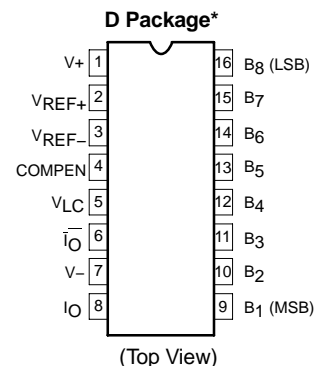 D Package*
V+ 1 16 B8 (LSB)
VREF+ 2 15 B7
VREF– 3 14 B6
COMPEN 4 13 B5
VLC 5 12 B4
I̅O̅ 6 11 B3
V– 7 10 B2
IO 8 9 B1 (MSB)
(Top View)